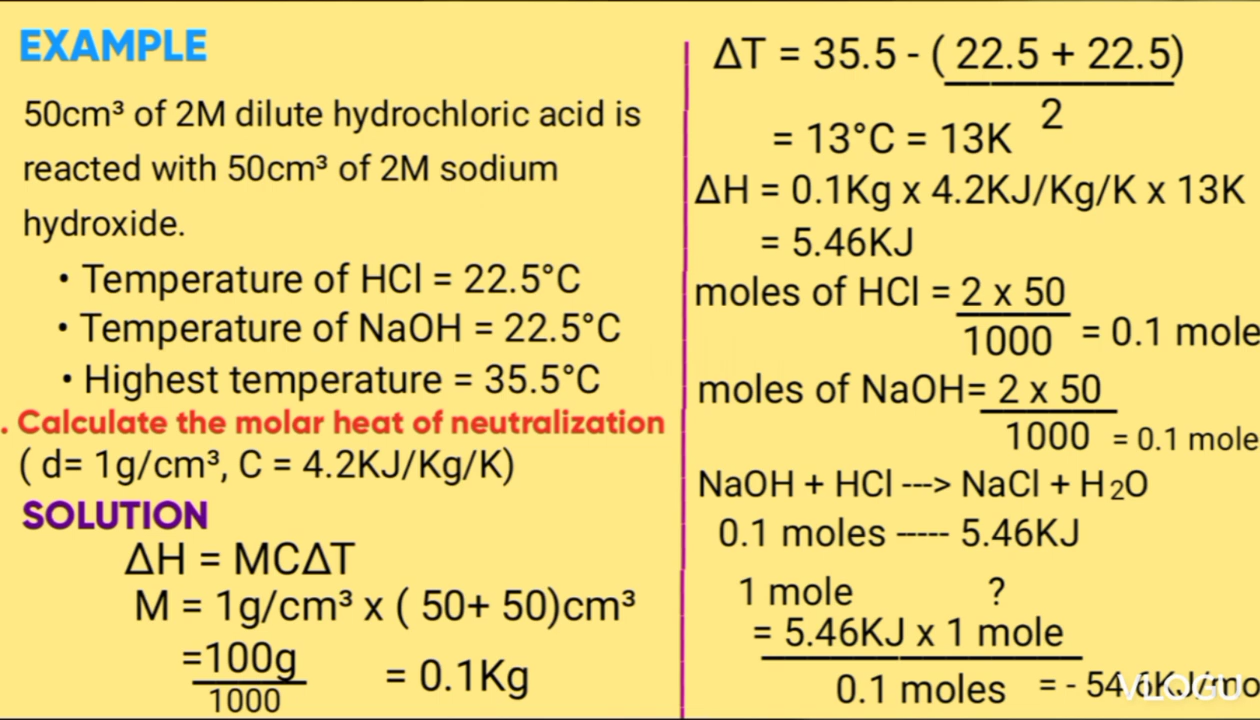 EXAMPLE
50cm³ of 2M dilute hydrochloric acid is
reacted with 50cm³ of 2M sodium
hydroxide.
• Temperature of HCl = 22.5°C
• Temperature of NaOH = 22.5°C
• Highest temperature = 35.5°C
. Calculate the molar heat of neutralization
( d= 1g/cm³, C = 4.2KJ/Kg/K)
SOLUTION
ΔH = MCΔT
M = 1g/cm³ x ( 50+ 50)cm³
=100g = 0.1Kg
1000
ΔT = 35.5 - ( 22.5 + 22.5)
2
= 13°C = 13K
ΔH = 0.1Kg x 4.2KJ/Kg/K x 13K
= 5.46KJ
moles of HCl = 2 x 50
1000 = 0.1 mole
moles of NaOH= 2 x 50
1000 = 0.1 mole
NaOH + HCl ---> NaCl + H2O
0.1 moles ----- 5.46KJ
1 mole ?
= 5.46KJ x 1 mole
0.1 moles = - 54.6KJ/mo
VLOGU